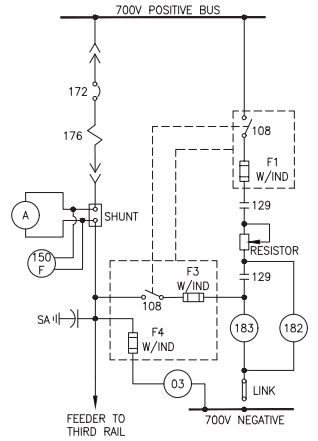 700V POSITIVE BUS
172
176
108
F1
W/IND
129
A
SHUNT
150
F
RESISTOR
129
F3
W/IND
108
SA
F4
W/IND
183
182
03
LINK
700V NEGATIVE
FEEDER TO
THIRD RAIL